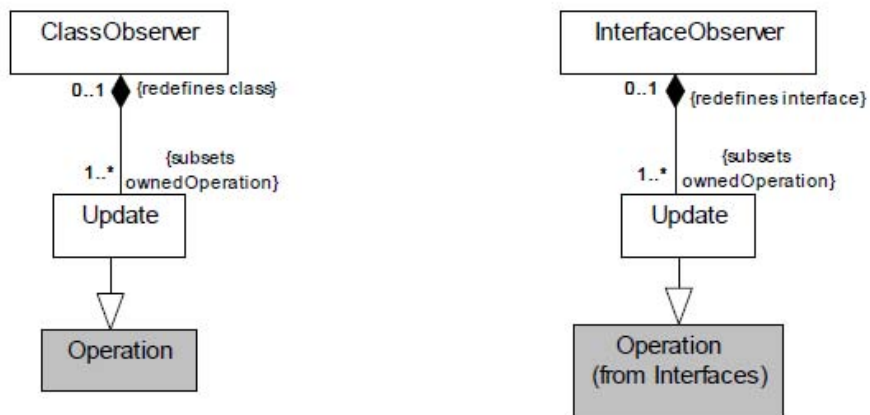 ClassObserver
0..1 {redefines class}
1..* {subsets
ownedOperation}
Update
Operation
InterfaceObserver
0..1 {redefines interface}
1..* {subsets
ownedOperation}
Update
Operation
(from Interfaces)